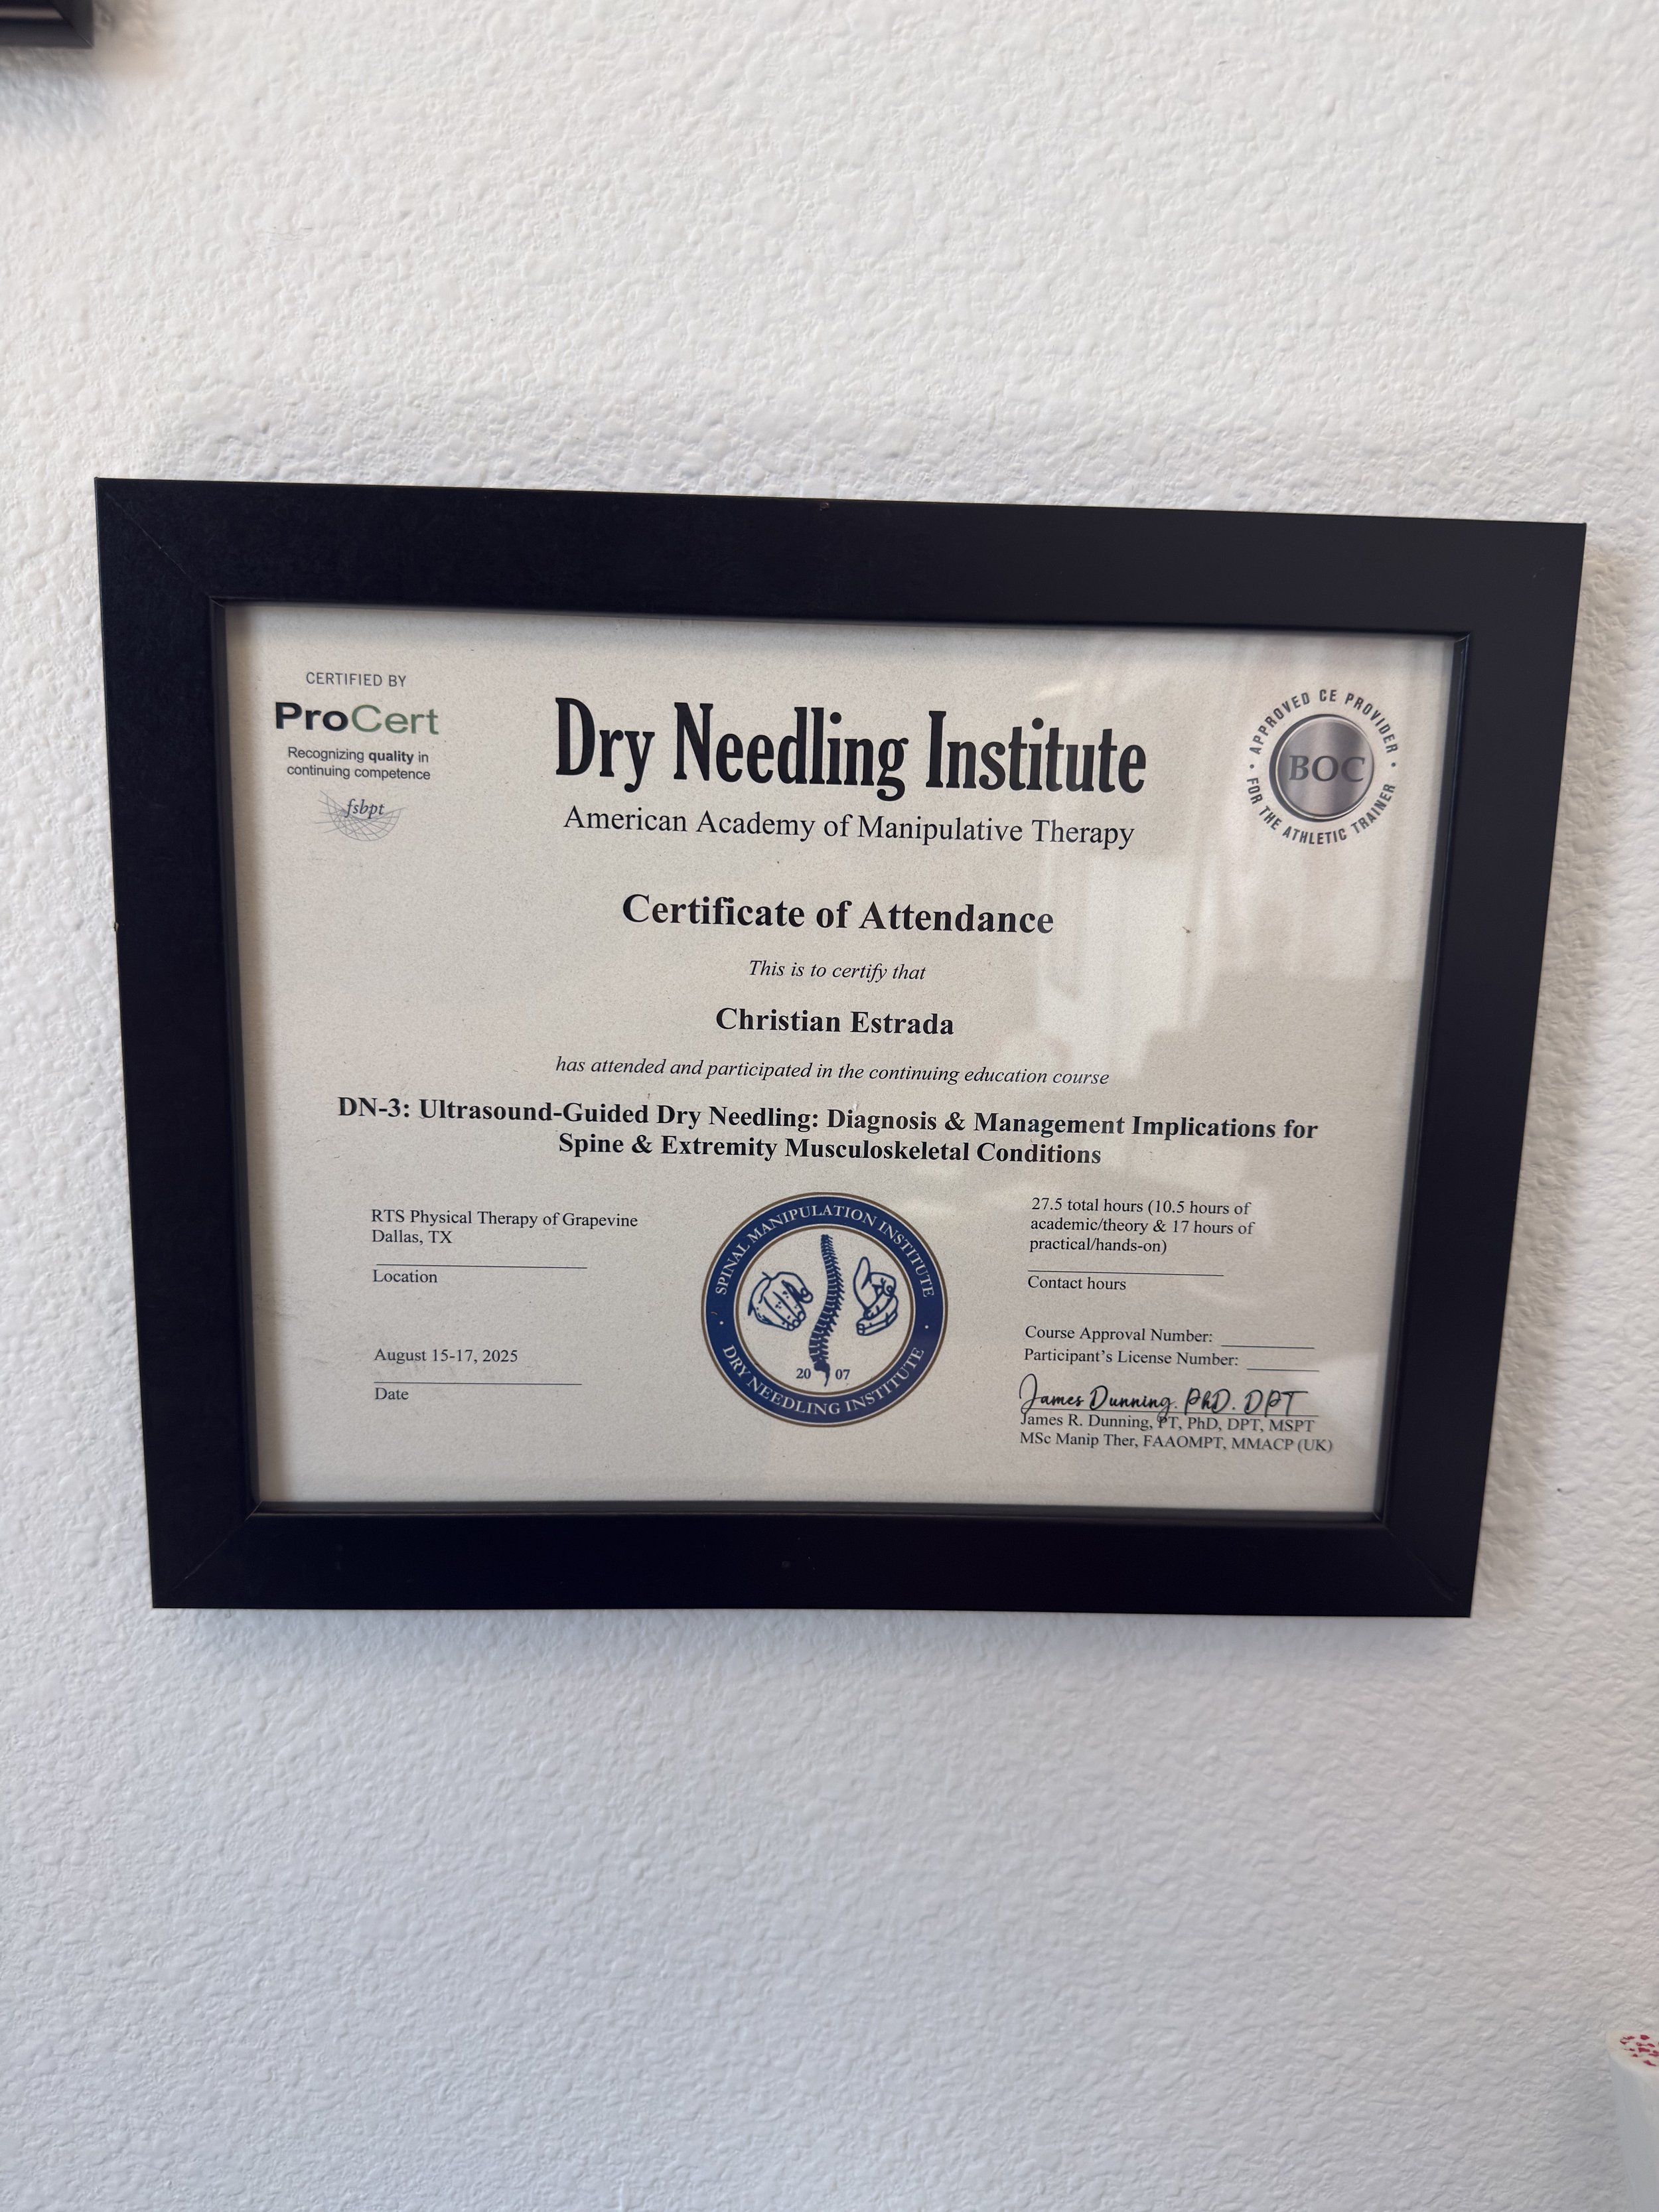 CERTIFIED BY
ProCert
Recognizing quality in
continuing competence
fsbpt
Dry Needling Institute
American Academy of Manipulative Therapy
APPROVED CE PROVIDER
BOC
FOR THE ATHLETIC TRAINER
Certificate of Attendance
This is to certify that
Christian Estrada
has attended and participated in the continuing education course
DN-3: Ultrasound-Guided Dry Needling: Diagnosis & Management Implications for
Spine & Extremity Musculoskeletal Conditions
RTS Physical Therapy of Grapevine
Dallas, TX
Location
August 15-17, 2025
Date
SPINAL MANIPULATION INSTITUTE
20 07
DRY NEEDLING INSTITUTE
27.5 total hours (10.5 hours of
academic/theory & 17 hours of
practical/hands-on)
Contact hours
Course Approval Number:
Participant's License Number:
James Dunning. PhD. DPT
James R. Dunning, PT, PhD, DPT, MSPT
MSc Manip Ther, FAAOMPT, MMACP (UK)